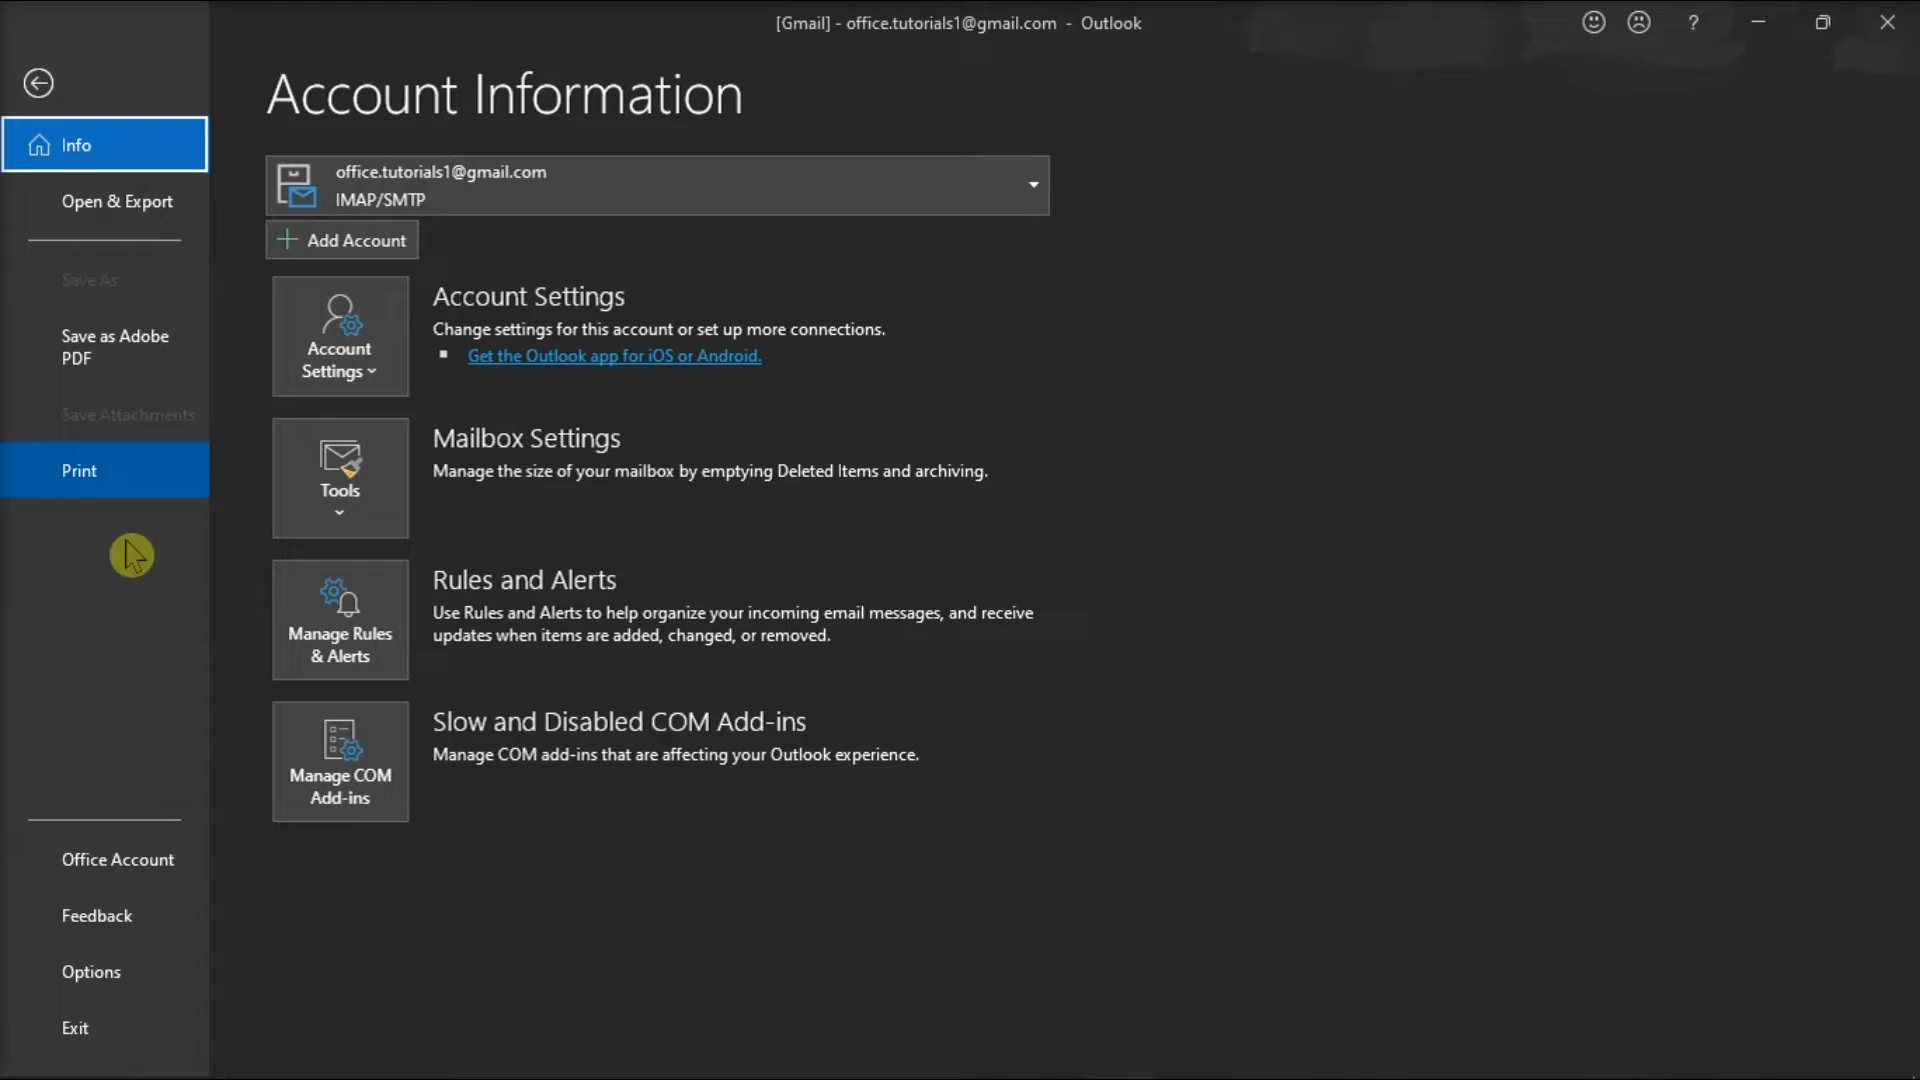 [Gmail] - office.tutorials1@gmail.com - Outlook
?
Account Information
Info
Open & Export
Save As
Save as Adobe
PDF
Save Attachments
Print
Office Account
Feedback
Options
Exit
office.tutorials1@gmail.com
IMAP/SMTP
Add Account
Account
Settings
Account Settings
Change settings for this account or set up more connections.
Get the Outlook app for iOS or Android.
Tools
Mailbox Settings
Manage the size of your mailbox by emptying Deleted Items and archiving.
Manage Rules
& Alerts
Rules and Alerts
Use Rules and Alerts to help organize your incoming email messages, and receive
updates when items are added, changed, or removed.
Manage COM
Add-ins
Slow and Disabled COM Add-ins
Manage COM add-ins that are affecting your Outlook experience.